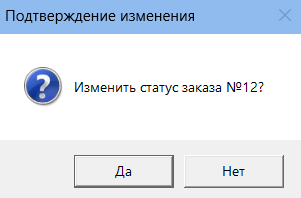 Подтверждение изменения
Изменить статус заказа №12?
Да
Нет